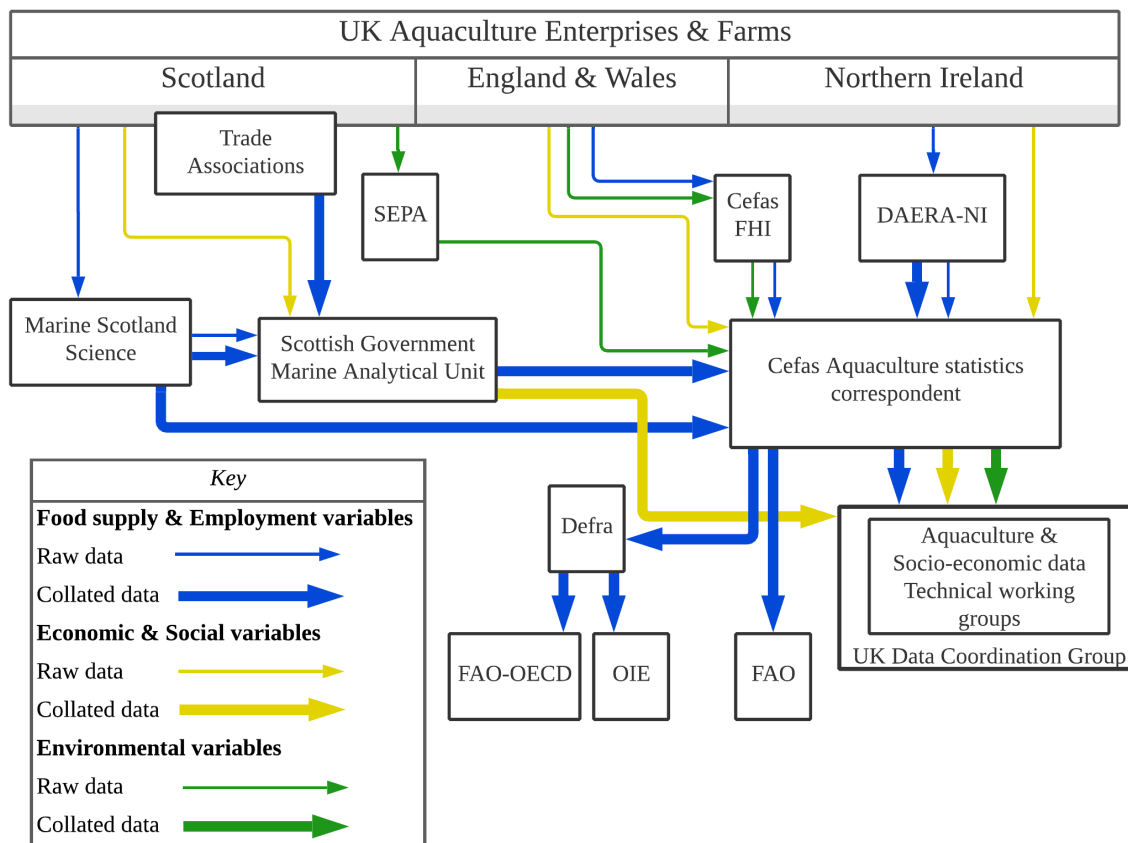 UK Aquaculture Enterprises & Farms
Scotland
England & Wales
Northern Ireland
Trade
Associations
SEPA
Cefas
FHI
DAERA-NI
Marine Scotland
Science
Scottish Government
Marine Analytical Unit
Cefas Aquaculture statistics
correspondent
Defra
Aquaculture &
Socio-economic data
Technical working
groups
UK Data Coordination Group
FAO-OECD
OIE
FAO
Key
Food supply & Employment variables
Raw data
Collated data
Economic & Social variables
Raw data
Collated data
Environmental variables
Raw data
Collated data